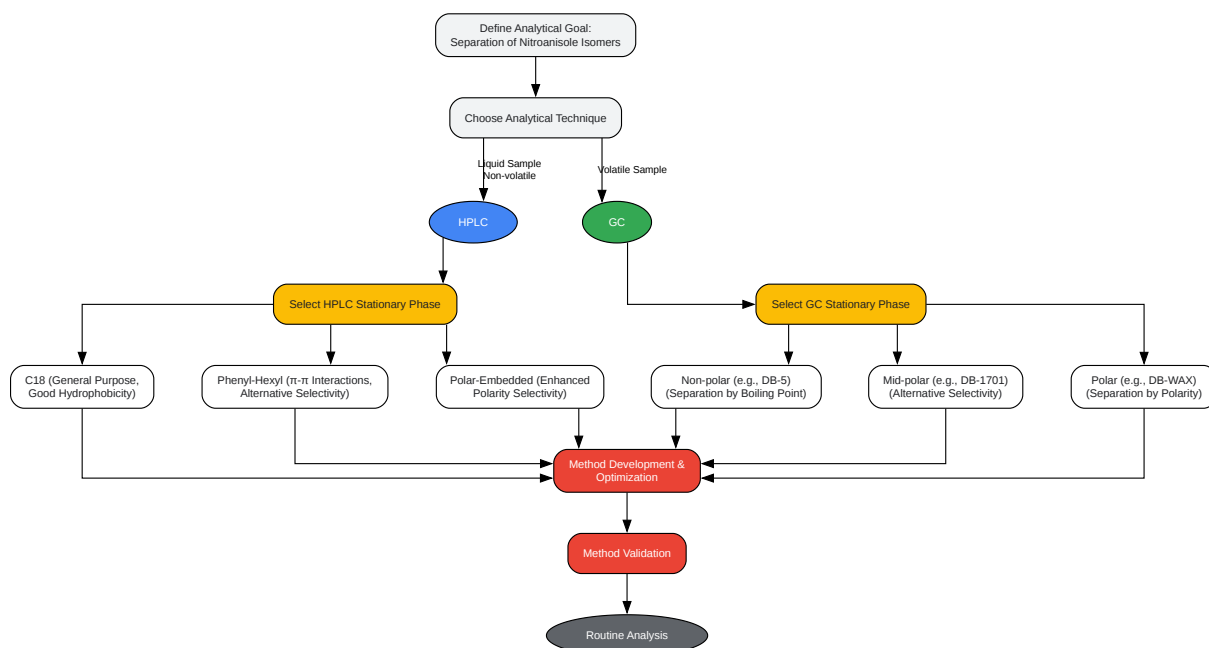 Define Analytical Goal:
Separation of Nitroanisole Isomers
Choose Analytical Technique
Liquid Sample
Non-volatile
Volatile Sample
HPLC
GC
Select HPLC Stationary Phase
Select GC Stationary Phase
C18 (General Purpose,
Good Hydrophobicity)
Phenyl-Hexyl (π-π Interactions,
Alternative Selectivity)
Polar-Embedded (Enhanced
Polarity Selectivity)
Non-polar (e.g., DB-5)
(Separation by Boiling Point)
Mid-polar (e.g., DB-1701)
(Alternative Selectivity)
Polar (e.g., DB-WAX)
(Separation by Polarity)
Method Development &
Optimization
Method Validation
Routine Analysis